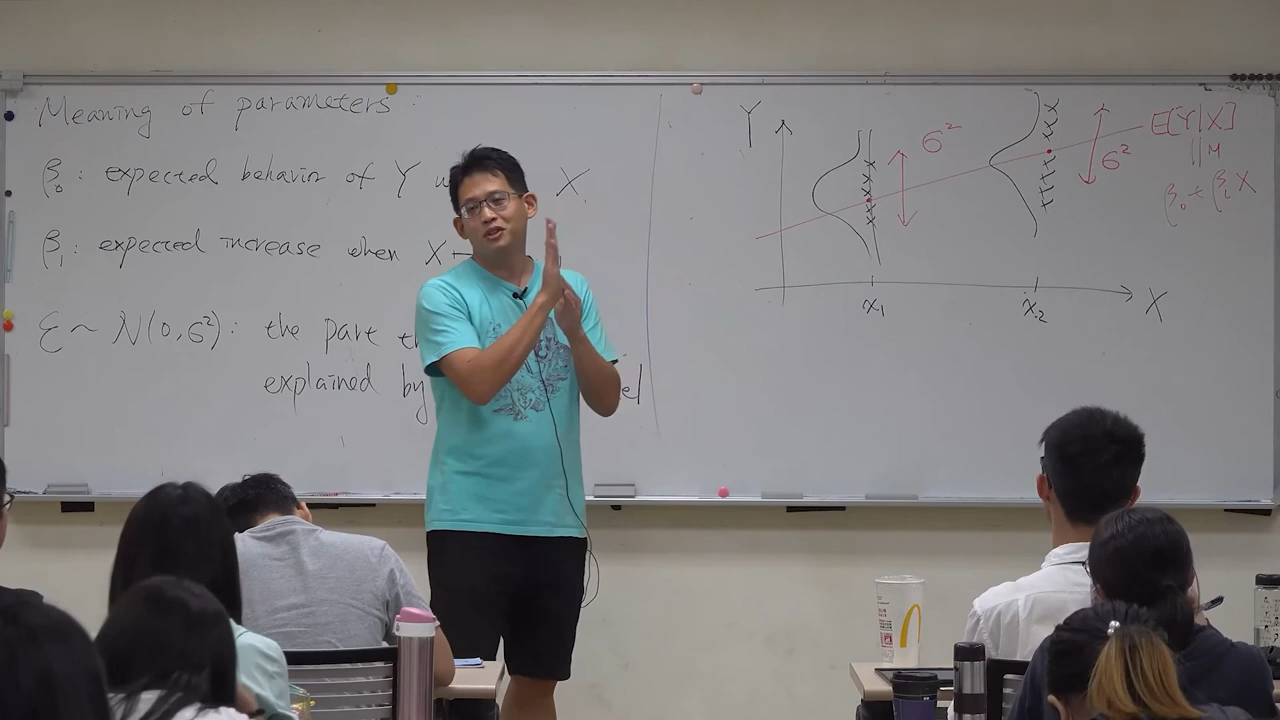 Meaning of parameters:
β₀: expected behavior of Y w X
β₁: expected increase when X
ε ~ N(0,σ²): the part
explained by el
Y
σ²
σ²
E[Y|X]
||M
β₀ + β₁X
x₁
x₂
X